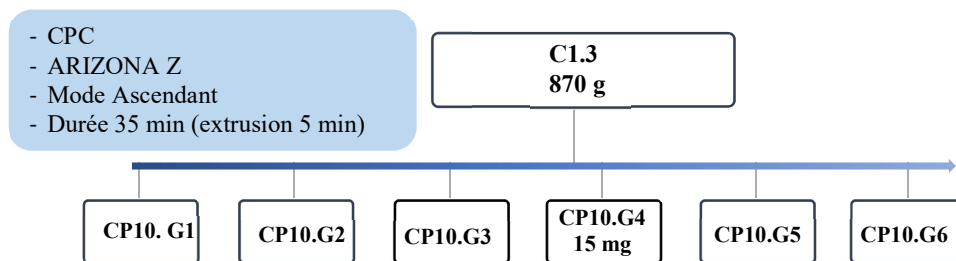 - CPC
- ARIZONA Z
- Mode Ascendant
- Durée 35 min (extrusion 5 min)
C1.3
870 g
CP10. G1
CP10.G2
CP10.G3
CP10.G4
15 mg
CP10.G5
CP10.G6